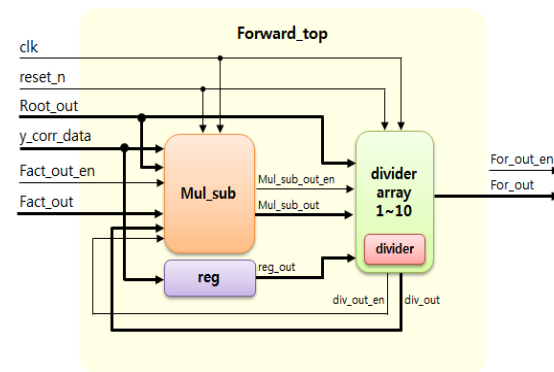 Forward_top
clk
reset_n
Root_out
y_corr_data
Fact_out_en
Fact_out
Mul_sub
Mul_sub_out_en
Mul_sub_out
divider
array
1~10
divider
For_out_en
For_out
reg
reg_out
div_out_en
div_out